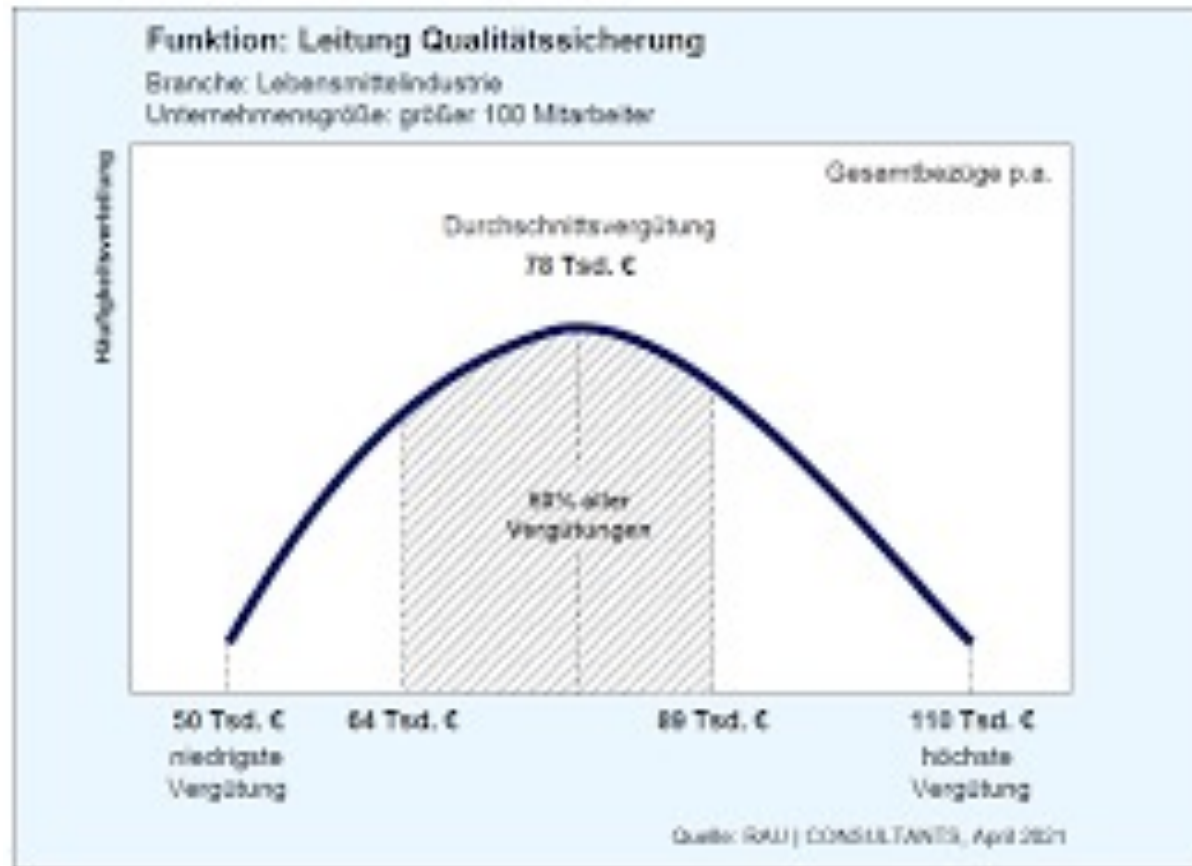 Funktion: Leitung Qualitätssicherung
Branche: Lebensmittelindustrie
Unternehmensgröße: größer 100 Mitarbeiter
Häufigkeitsverteilung
Gesamtbezüge p.a.
Durchschnittsvergütung
78 Tsd. €
aller
Vergütungen
50 Tsd. € 64 Tsd. € 89 Tsd. € 110 Tsd. €
niedrigste höchste
Vergütung Vergütung
Quelle: RAU | CONSULTANTS, April 2021